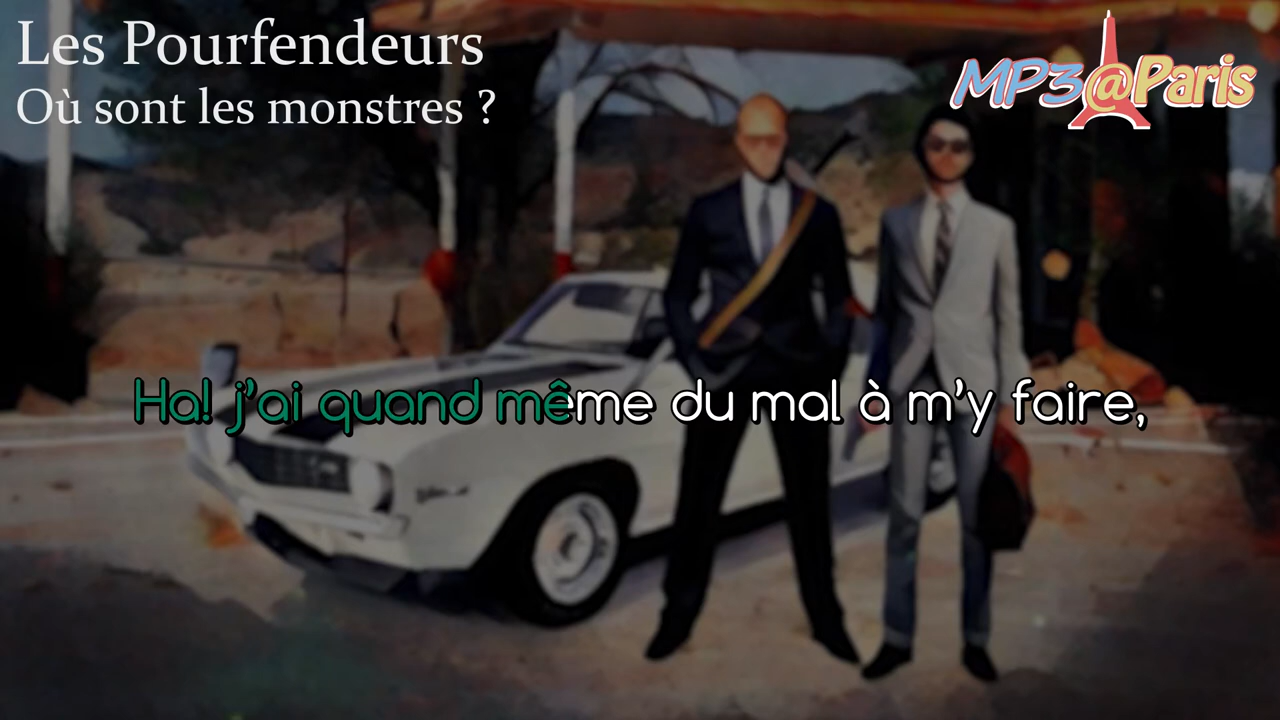 Les Pourfendeurs
Où sont les monstres ?
MP3@Paris
Ha! j'ai quand même du mal à m'y faire,